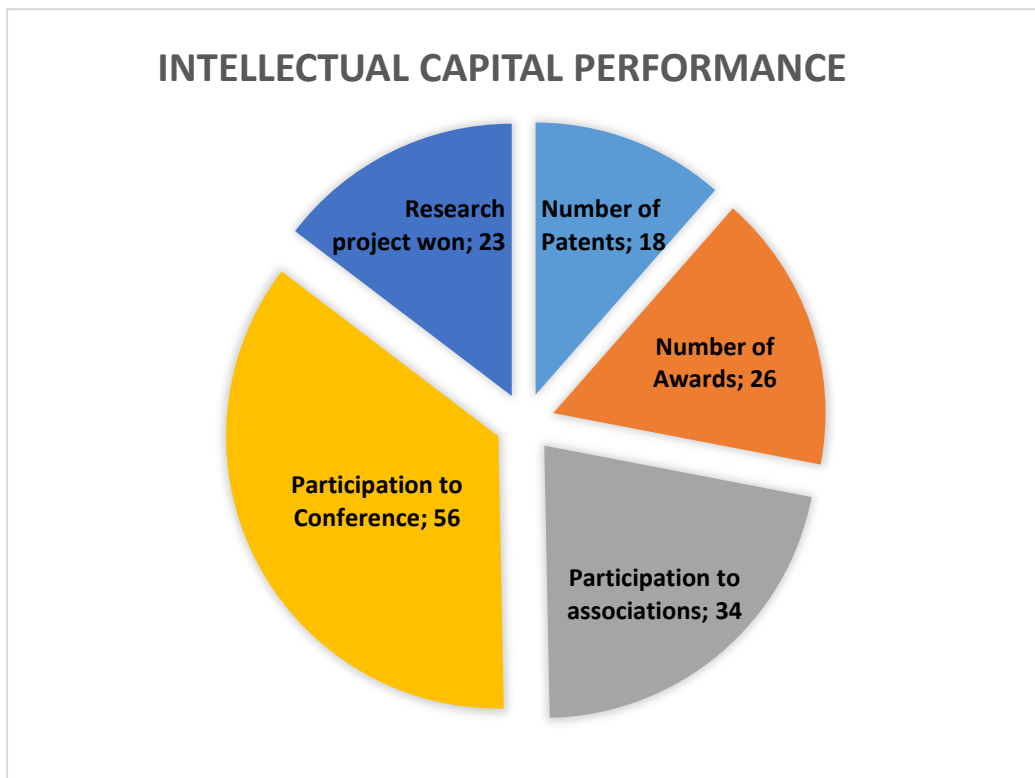 INTELLECTUAL CAPITAL PERFORMANCE
Research
project won; 23
Number of
Patents; 18
Number of
Awards; 26
Participation to
Conference; 56
Participation to
associations; 34